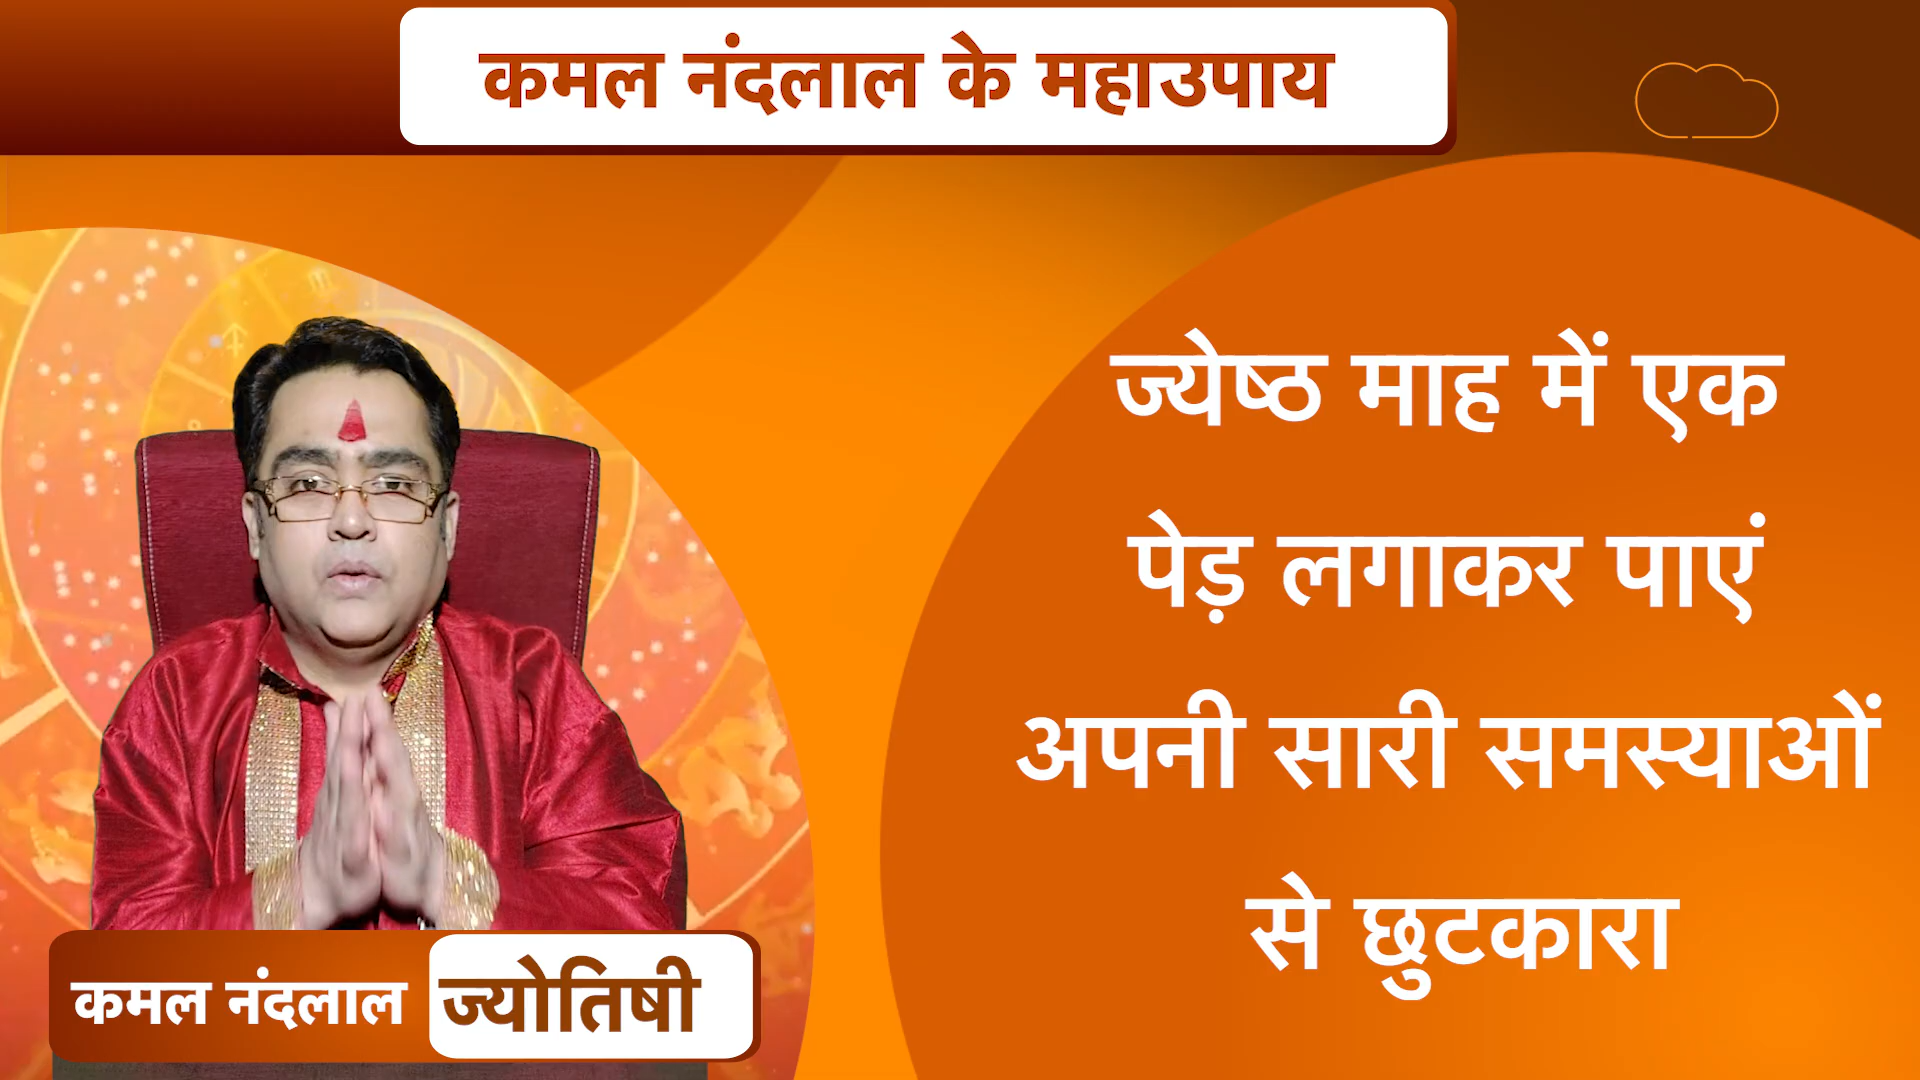 कमल नंदलाल के महाउपाय
ज्येष्ठ माह में एक
पेड़ लगाकर पाएं
अपनी सारी समस्याओं
से छुटकारा
कमल नंदलाल ज्योतिषी